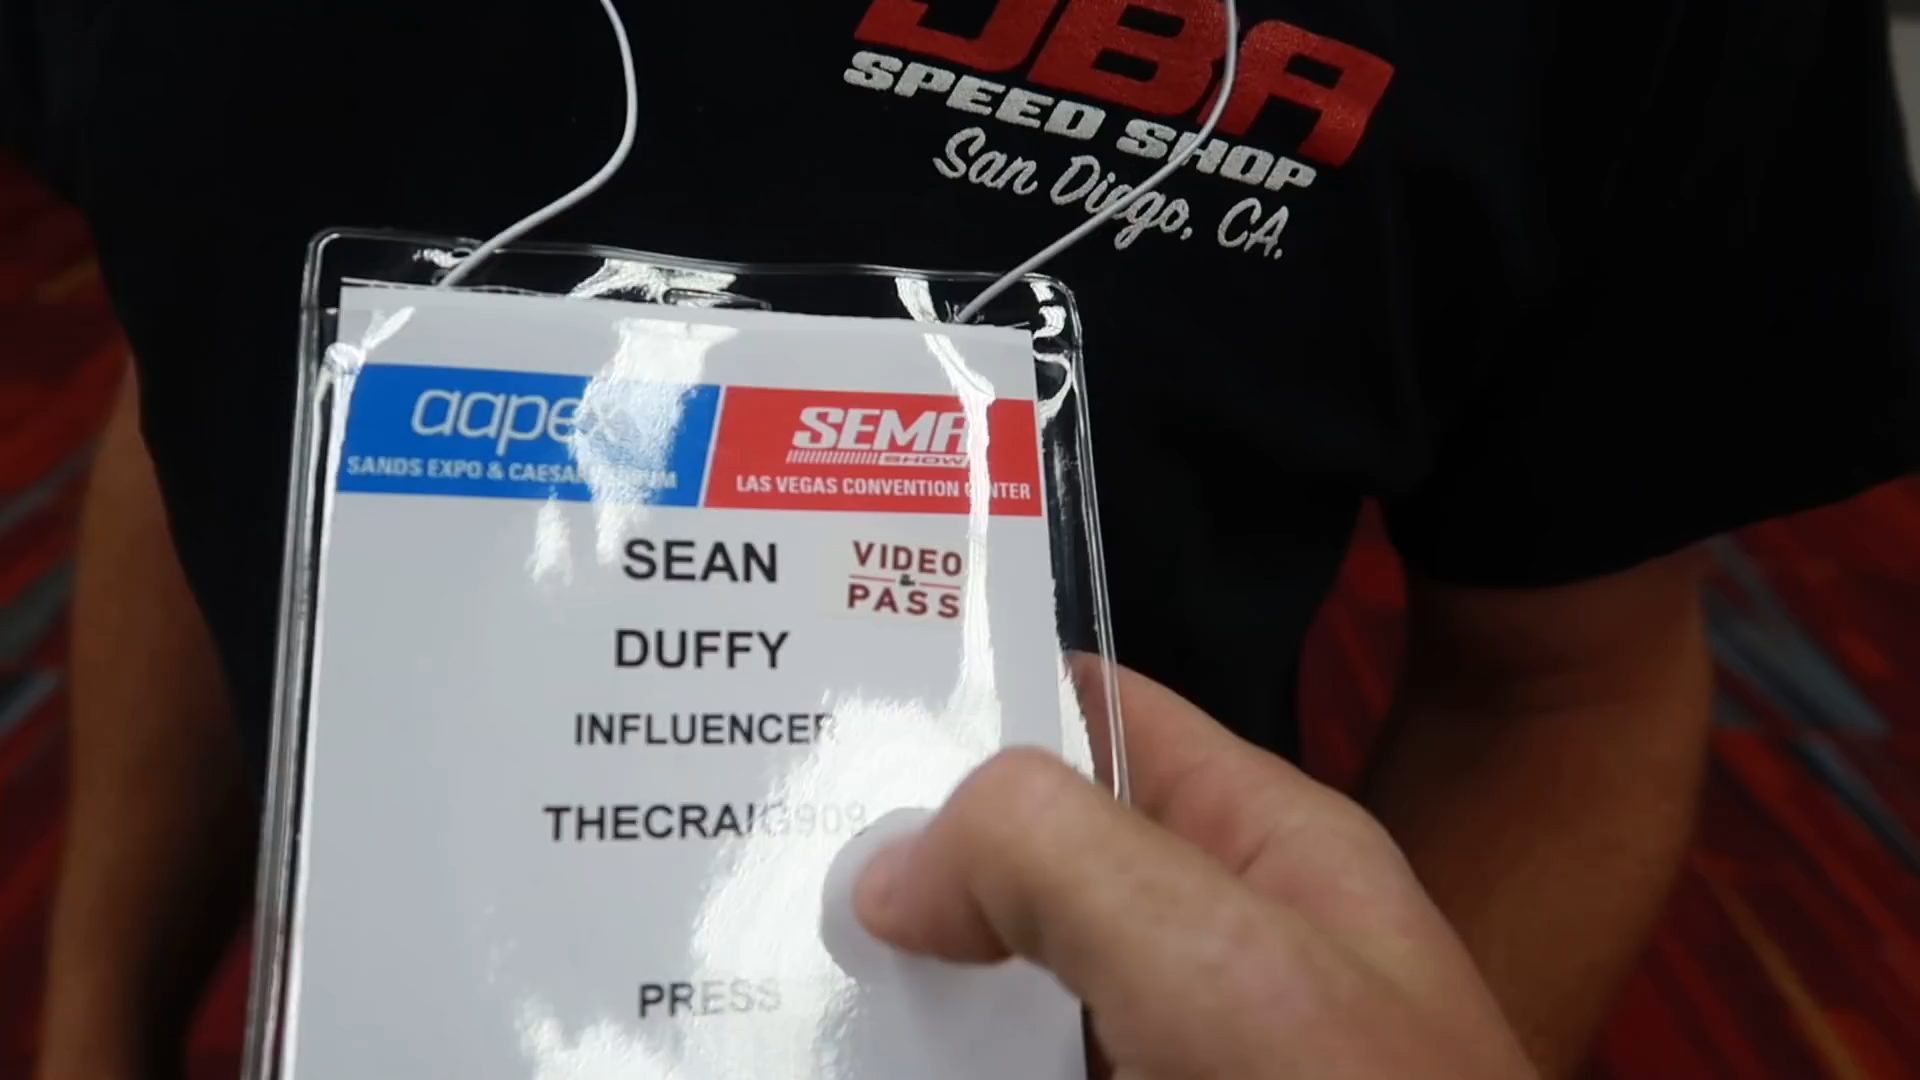 JBA
SPEED SHOP
San Diego, CA.
aapex
SEMA
SHOW
SANDS EXPO & CAESARS FORUM
LAS VEGAS CONVENTION CENTER
SEAN
VIDEO
&
PASS
DUFFY
INFLUENCER
THECRAIG909
PRESS